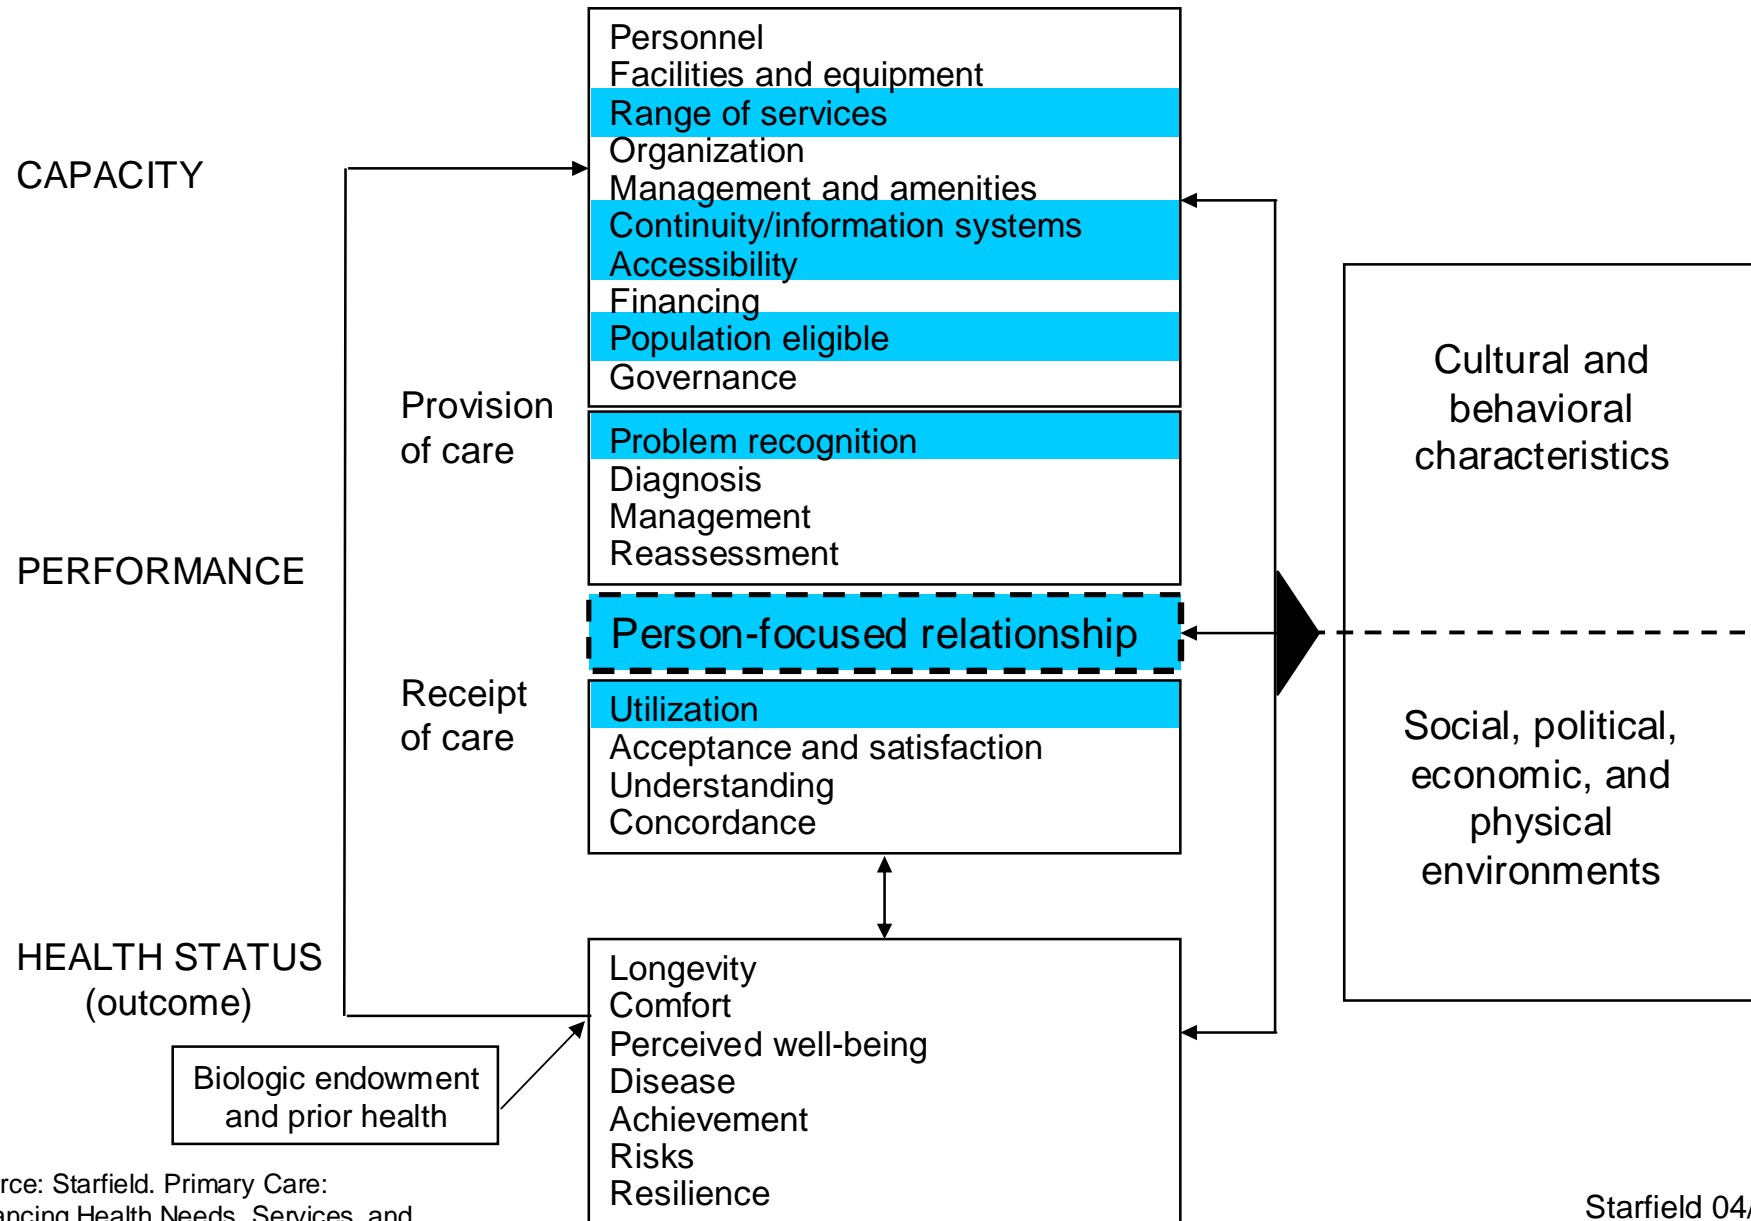 Personnel
Facilities and equipment
Range of services
Organization
Management and amenities
Continuity/information systems
Accessibility
Financing
Population eligible
Governance
CAPACITY
Provision
of care
Problem recognition
Diagnosis
Management
Reassessment
PERFORMANCE
Person-focused relationship
Receipt
of care
Utilization
Acceptance and satisfaction
Understanding
Concordance
Cultural and
behavioral
characteristics
Social, political,
economic, and
physical
environments
HEALTH STATUS
(outcome)
Longevity
Comfort
Perceived well-being
Disease
Achievement
Risks
Resilience
Biologic endowment
and prior health
Starfield. Primary Care:
Health Needs, Services, and
Starfield 04/